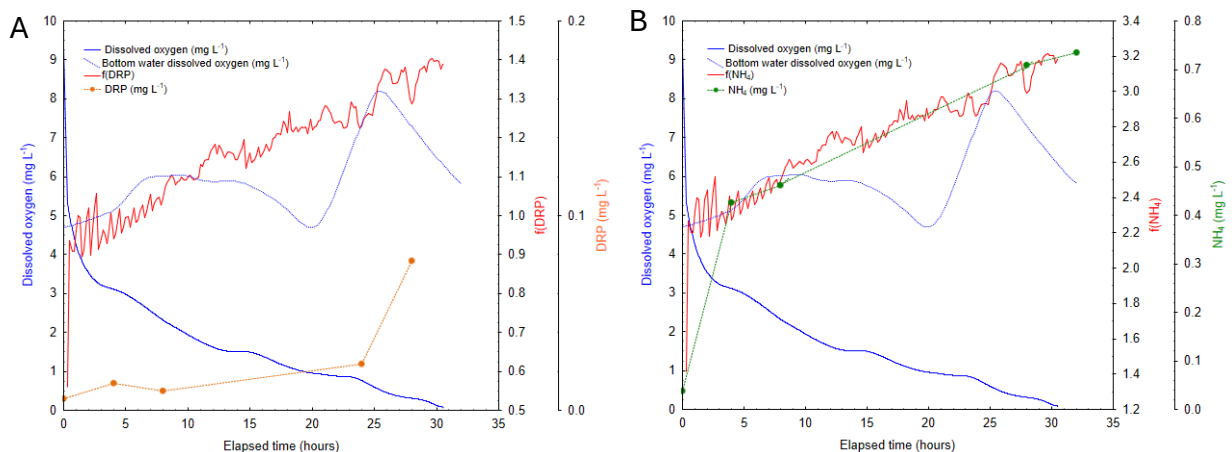 A
Dissolved oxygen (mg L-1)
Bottom water dissolved oxygen (mg L-1)
f(DRP)
DRP (mg L-1)
Dissolved oxygen (mg L-1)
10
9
8
7
6
5
4
3
2
1
0
0 5 10 15 20 25 30 35
Elapsed time (hours)
1.5
1.4
1.3
1.2
1.1
1.0
0.9
0.8
0.7
0.6
0.5
f(DRP)
0.2
0.1
0.0
DRP (mg L-1)
B
Dissolved oxygen (mg L-1)
Bottom water dissolved oxygen (mg L-1)
f(NH4)
NH4 (mg L-1)
Dissolved oxygen (mg L-1)
10
9
8
7
6
5
4
3
2
1
0
0 5 10 15 20 25 30 35
Elapsed time (hours)
3.4
3.2
3.0
2.8
2.6
2.4
2.2
2.0
1.8
1.6
1.4
1.2
f(NH4)
0.8
0.7
0.6
0.5
0.4
0.3
0.2
0.1
0.0
NH4 (mg L-1)